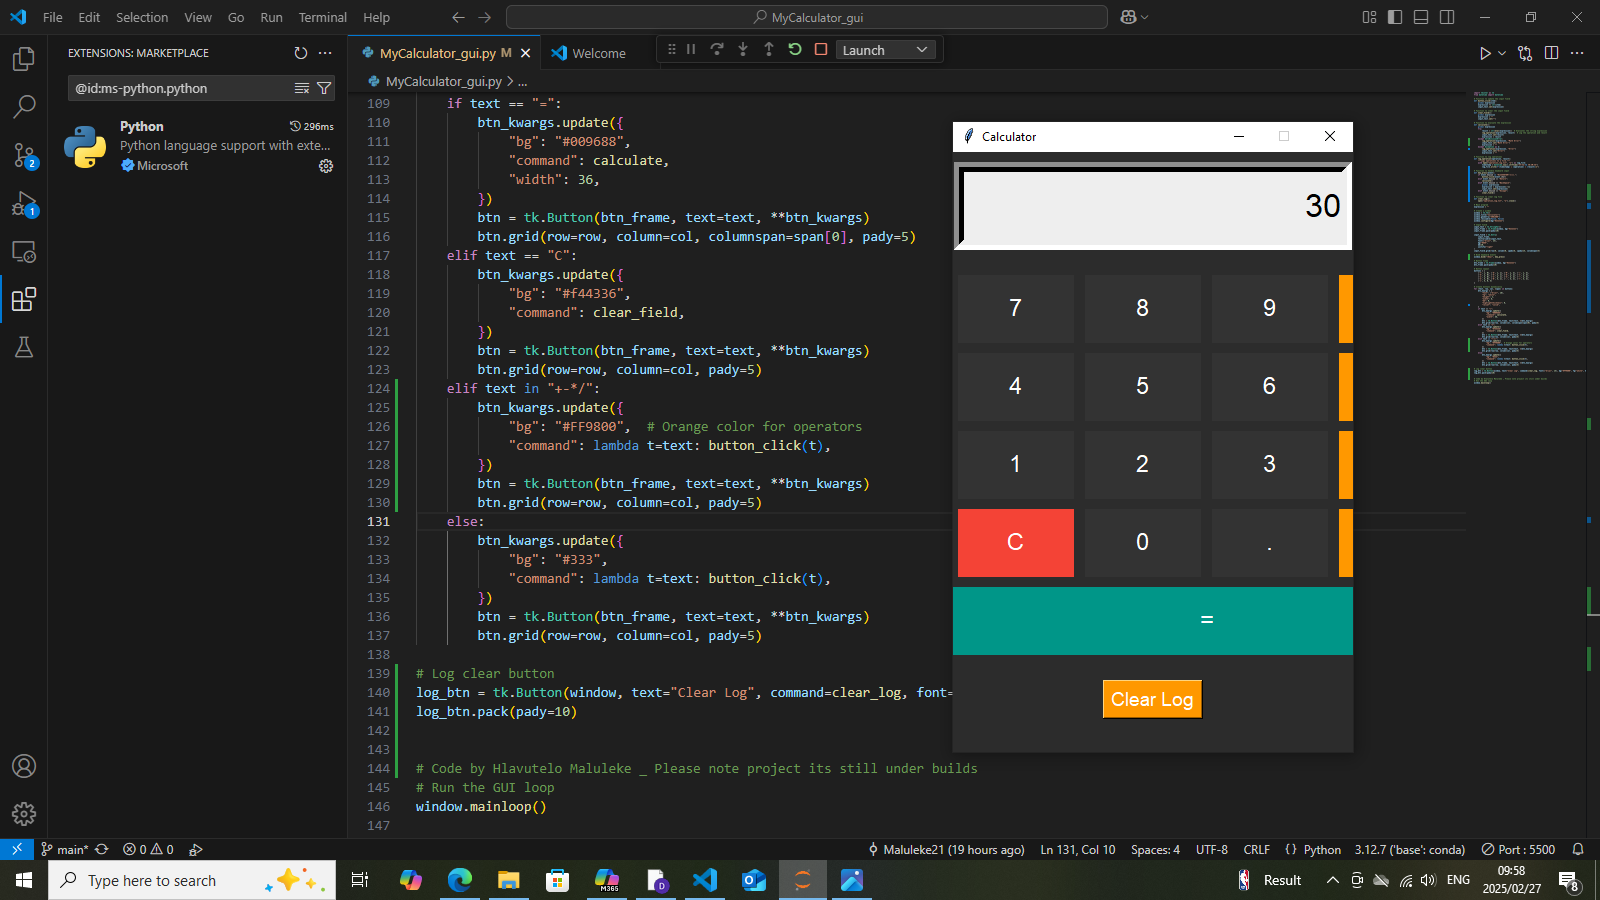 File Edit Selection View Go Run Terminal Help
MyCalculator_gui
EXTENSIONS: MARKETPLACE
@id:ms-python.python
Python
296ms
Python language support with exte...
Microsoft
2
1
MyCalculator_gui.py M
Welcome
Launch
MyCalculator_gui.py > ...
109 if text == "=":
110 btn_kwargs.update({
111 "bg": "#009688",
112 "command": calculate,
113 "width": 36,
114 })
115 btn = tk.Button(btn_frame, text=text, **btn_kwargs)
116 btn.grid(row=row, column=col, columnspan=span[0], pady=5)
117 elif text == "C":
118 btn_kwargs.update({
119 "bg": "#f44336",
120 "command": clear_field,
121 })
122 btn = tk.Button(btn_frame, text=text, **btn_kwargs)
123 btn.grid(row=row, column=col, pady=5)
124 elif text in "+-*/":
125 btn_kwargs.update({
126 "bg": "#FF9800", # Orange color for operators
127 "command": lambda t=text: button_click(t),
128 })
129 btn = tk.Button(btn_frame, text=text, **btn_kwargs)
130 btn.grid(row=row, column=col, pady=5)
131 else:
132 btn_kwargs.update({
133 "bg": "#333",
134 "command": lambda t=text: button_click(t),
135 })
136 btn = tk.Button(btn_frame, text=text, **btn_kwargs)
137 btn.grid(row=row, column=col, pady=5)
138
139 # Log clear button
140 log_btn = tk.Button(window, text="Clear Log", command=clear_log, font=
141 log_btn.pack(pady=10)
142
143
144 # Code by Hlavutelo Maluleke _ Please note project its still under builds
145 # Run the GUI loop
146 window.mainloop()
147
Calculator
30
7 8 9
4 5 6
1 2 3
C 0 .
=
Clear Log
main* 0 0 Maluleke21 (19 hours ago) Ln 131, Col 10 Spaces: 4 UTF-8 CRLF {} Python 3.12.7 ('base': conda) Port : 5500
Type here to search
M365
D
Result
ENG
09:58
2025/02/27
8